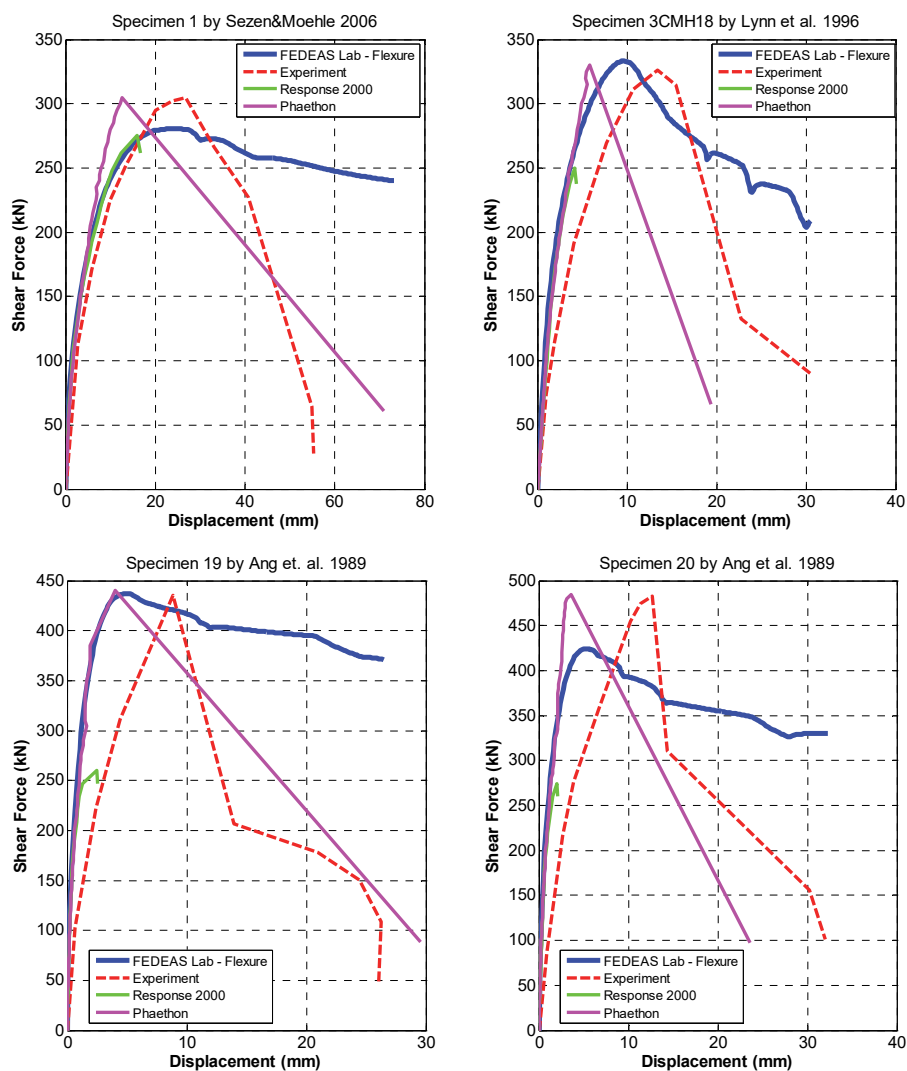 Specimen 1 by Sezen&Moehle 2006
350
300
250
200
150
100
50
0
Shear Force (kN)
0 20 40 60 80
Displacement (mm)
FEDEAS Lab - Flexure
Experiment
Response 2000
Phaethon
Specimen 3CMH18 by Lynn et al. 1996
350
300
250
200
150
100
50
0
Shear Force (kN)
0 10 20 30 40
Displacement (mm)
FEDEAS Lab - Flexure
Experiment
Response 2000
Phaethon
Specimen 19 by Ang et. al. 1989
450
400
350
300
250
200
150
100
50
0
Shear Force (kN)
0 10 20 30
Displacement (mm)
FEDEAS Lab - Flexure
Experiment
Response 2000
Phaethon
Specimen 20 by Ang et al. 1989
500
450
400
350
300
250
200
150
100
50
0
Shear Force (kN)
0 10 20 30 40
Displacement (mm)
FEDEAS Lab - Flexure
Experiment
Response 2000
Phaethon